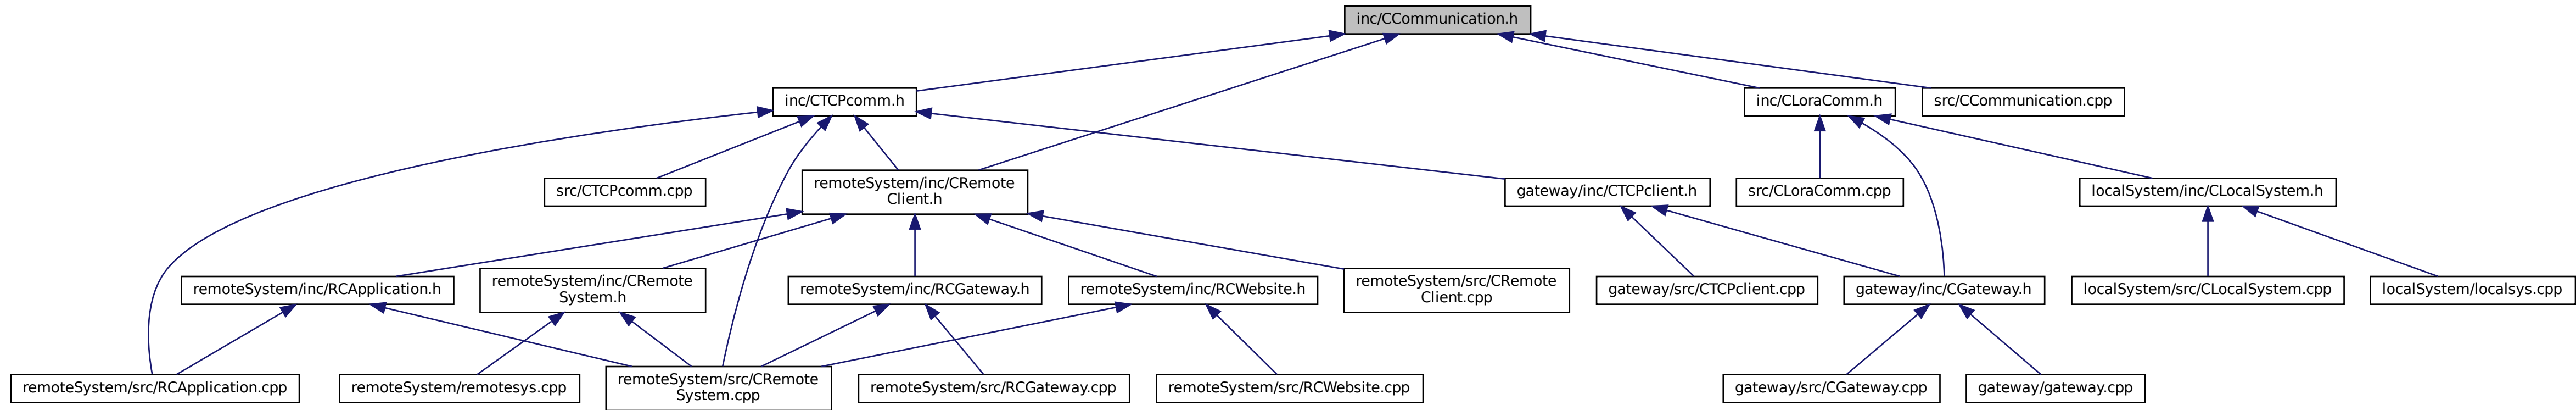 inc/CCommunication.h
inc/CTCPcomm.h
inc/CLoraComm.h
src/CCommunication.cpp
src/CTCPcomm.cpp
remoteSystem/inc/CRemote
Client.h
gateway/inc/CTCPclient.h
src/CLoraComm.cpp
localSystem/inc/CLocalSystem.h
remoteSystem/inc/RCApplication.h
remoteSystem/inc/CRemote
System.h
remoteSystem/inc/RCGateway.h
remoteSystem/inc/RCWebsite.h
remoteSystem/src/CRemote
Client.cpp
gateway/src/CTCPclient.cpp
gateway/inc/CGateway.h
localSystem/src/CLocalSystem.cpp
localSystem/localsys.cpp
remoteSystem/src/RCApplication.cpp
remoteSystem/remotesys.cpp
remoteSystem/src/CRemote
System.cpp
remoteSystem/src/RCGateway.cpp
remoteSystem/src/RCWebsite.cpp
gateway/src/CGateway.cpp
gateway/gateway.cpp